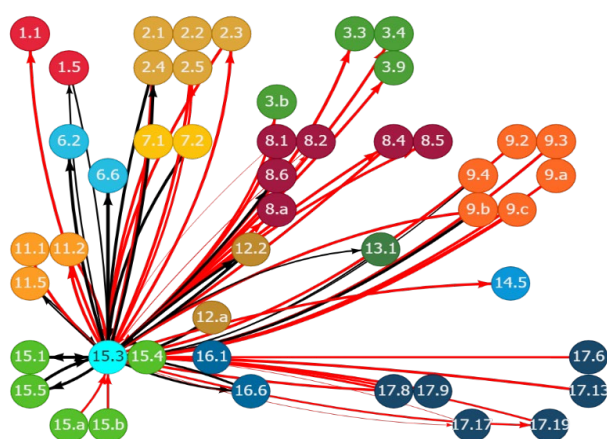 1.1 2.1 2.2 2.3 3.3 3.4
1.5 2.4 2.5 3.9
3.b
6.2 7.1 7.2 8.1 8.2 8.4 8.5 9.2 9.3
6.6 8.6 9.4 9.a
8.a 9.b 9.c
11.1 11.2 12.2 13.1
11.5 14.5
12.a
15.1 15.3 15.4 16.1 17.6
15.5 16.6 17.8 17.9 17.13
15.a 15.b 17.17 17.19